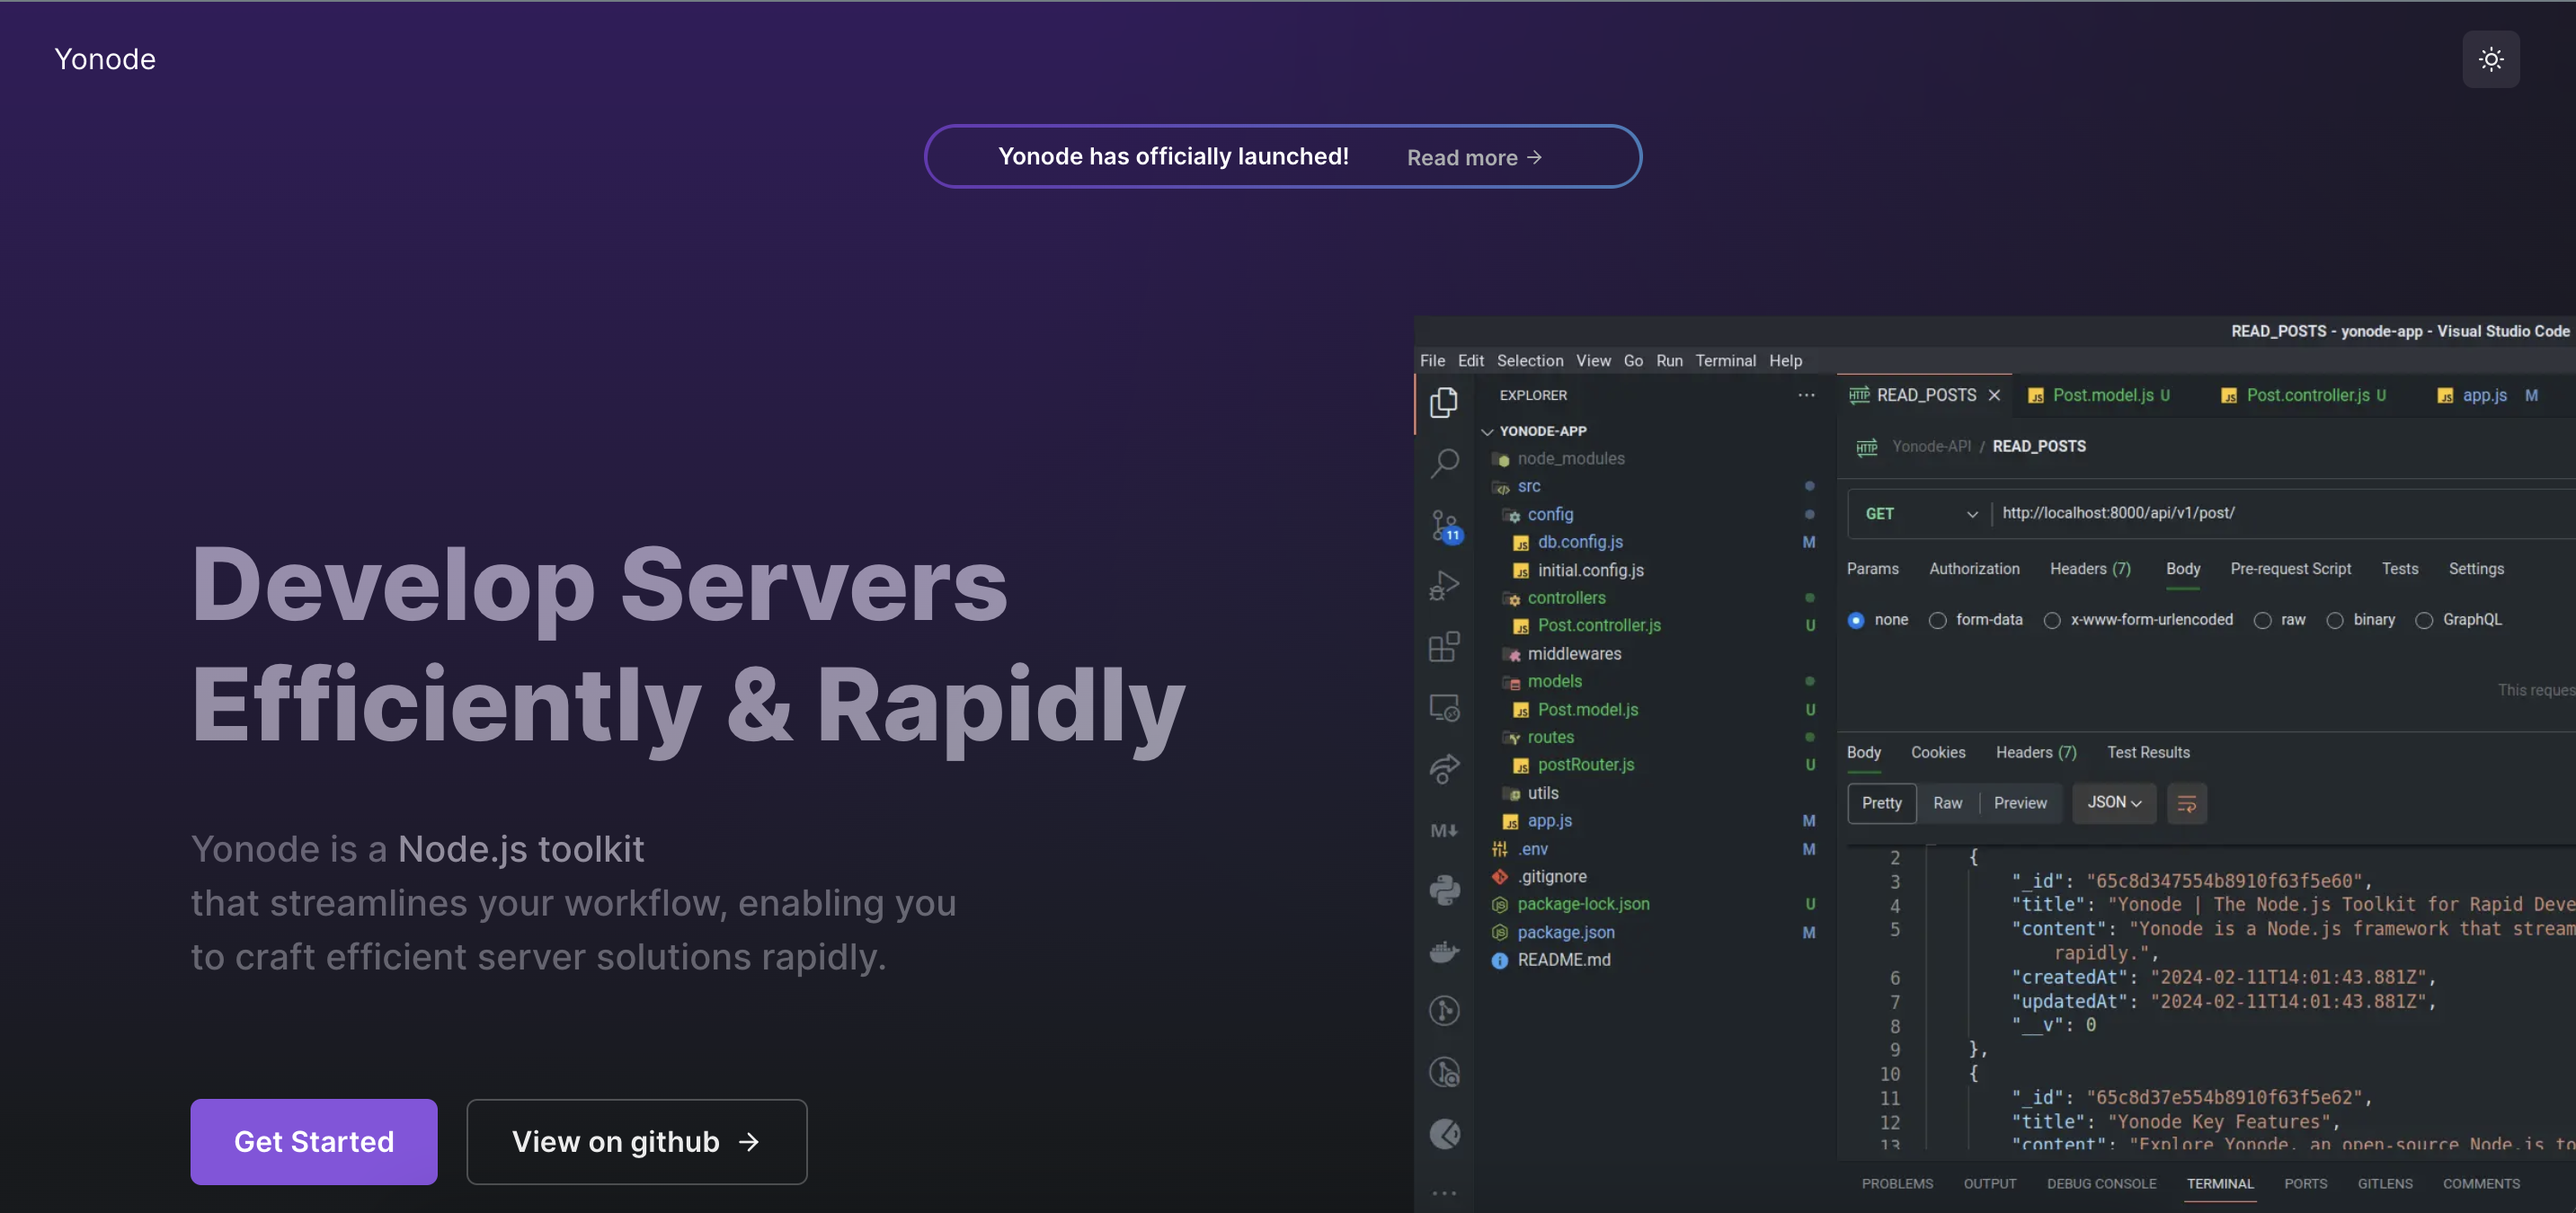 Yonode
Yonode has officially launched! Read more →
Develop Servers
Efficiently & Rapidly
Yonode is a Node.js toolkit
that streamlines your workflow, enabling you
to craft efficient server solutions rapidly.
Get Started
View on github →
READ_POSTS - yonode-app - Visual Studio Code
File Edit Selection View Go Run Terminal Help
EXPLORER
YONODE-APP
node_modules
src
config
db.config.js M
initial.config.js
controllers
Post.controller.js U
middlewares
models
Post.model.js U
routes
postRouter.js U
utils
app.js M
.env M
.gitignore
package-lock.json U
package.json M
README.md
11
M
HTTP READ_POSTS JS Post.model.js U JS Post.controller.js U JS app.js M
HTTP Yonode-API / READ_POSTS
GET http://localhost:8000/api/v1/post/
Params Authorization Headers (7) Body Pre-request Script Tests Settings
none form-data x-www-form-urlencoded raw binary GraphQL
This reques
Body Cookies Headers (7) Test Results
Pretty Raw Preview JSON
2 {
3 "_id": "65c8d347554b8910f63f5e60",
4 "title": "Yonode | The Node.js Toolkit for Rapid Deve
5 "content": "Yonode is a Node.js framework that stream
rapidly.",
6 "createdAt": "2024-02-11T14:01:43.881Z",
7 "updatedAt": "2024-02-11T14:01:43.881Z",
8 "__v": 0
9 },
10 {
11 "_id": "65c8d37e554b8910f63f5e62",
12 "title": "Yonode Key Features",
13 "content": "Explore Yonode, an open-source Node.js to
PROBLEMS OUTPUT DEBUG CONSOLE TERMINAL PORTS GITLENS COMMENTS